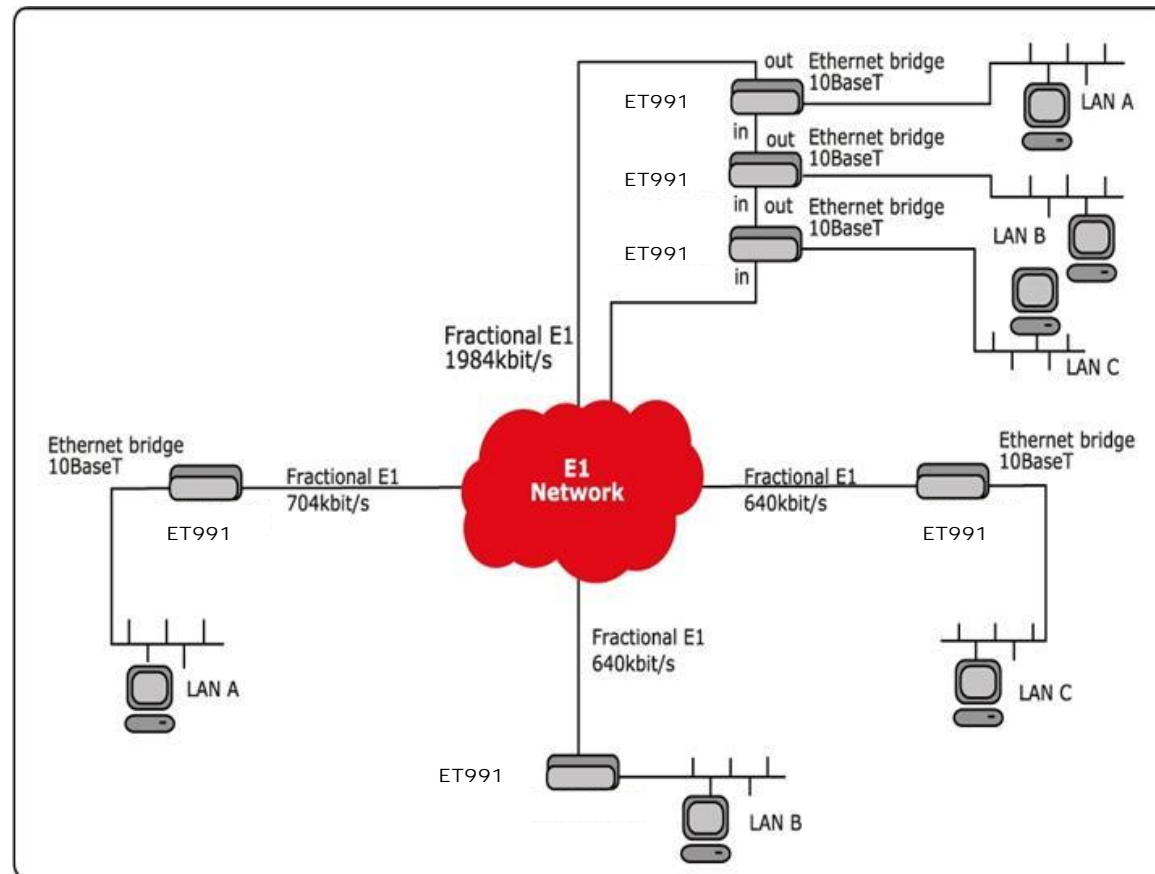 out Ethernet bridge
10BaseT
ET991
LAN A
in
out Ethernet bridge
10BaseT
ET991
in out Ethernet bridge
10BaseT
LAN B
ET991
in
Fractional E1
1984kbit/s
LAN C
Ethernet bridge
10BaseT
Fractional E1
704kbit/s
ET991
E1
Network
Fractional E1
640kbit/s
Ethernet bridge
10BaseT
ET991
Fractional E1
640kbit/s
LAN A
LAN C
ET991
LAN B